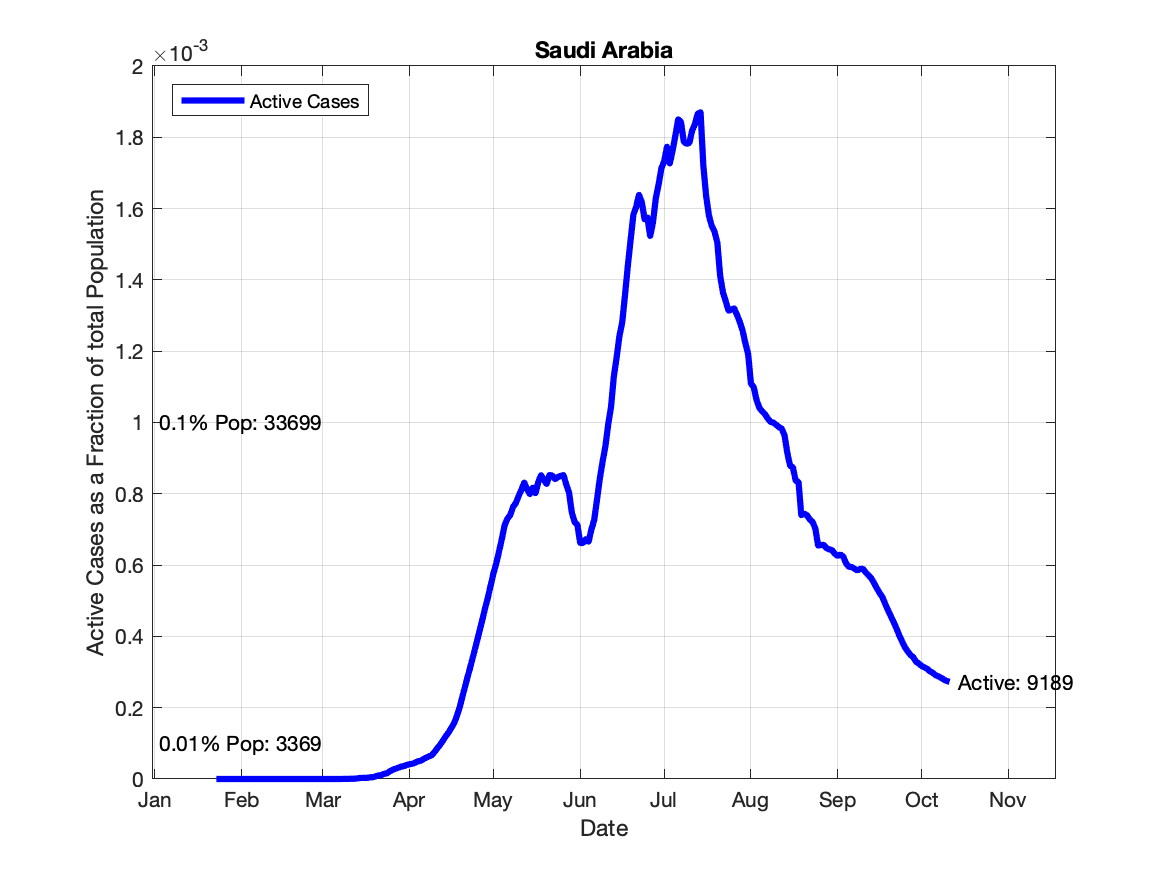 Saudi Arabia
×10-3
2
1.8
1.6
1.4
1.2
1
0.8
0.6
0.4
0.2
0
Active Cases as a Fraction of total Population
Active Cases
0.1% Pop: 33699
0.01% Pop: 3369
Active: 9189
Jan Feb Mar Apr May Jun Jul Aug Sep Oct Nov
Date